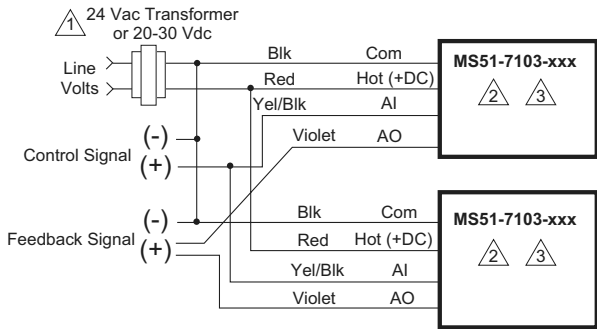 1 24 Vac Transformer
or 20-30 Vdc
Line
Volts
Blk Com
Red Hot (+DC)
Yel/Blk AI
Violet AO
MS51-7103-xxx
2 3
Control Signal (-)
(+)
Feedback Signal (-)
(+)
Blk Com
Red Hot (+DC)
Yel/Blk AI
Violet AO
MS51-7103-xxx
2 3